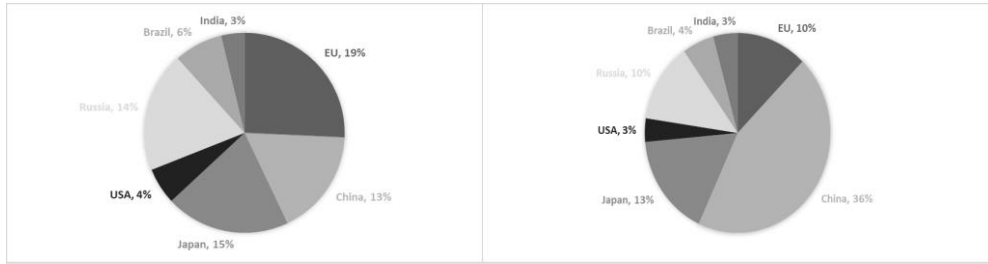 India, 3%
Brazil, 6%
EU, 19%
Russia, 14%
USA, 4%
China, 13%
Japan, 15%
India, 3%
Brazil, 4%
EU, 10%
Russia, 10%
USA, 3%
Japan, 13%
China, 36%